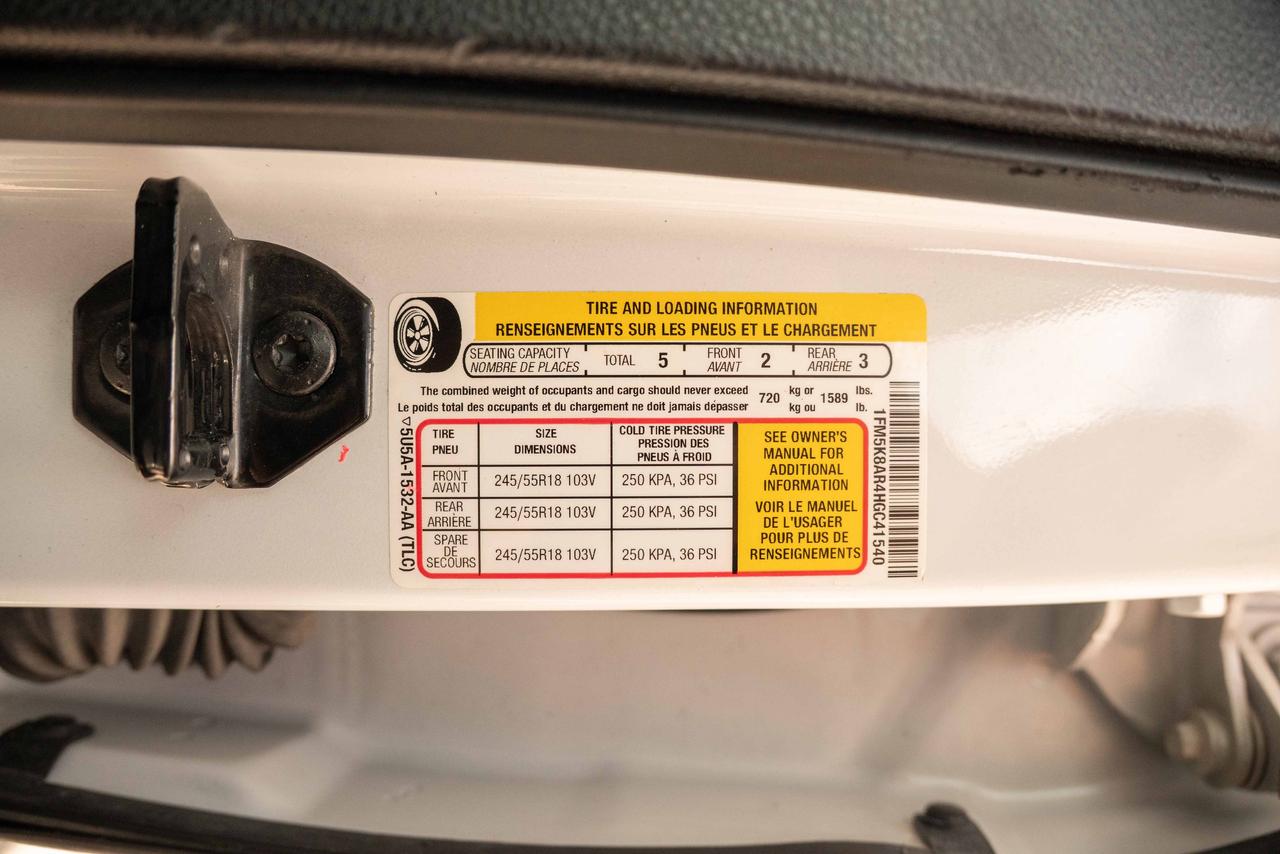 TIRE AND LOADING INFORMATION
RENSEIGNEMENTS SUR LES PNEUS ET LE CHARGEMENT
SEATING CAPACITY
NOMBRE DE PLACES
TOTAL 5
FRONT
AVANT 2
REAR
ARRIÈRE 3
The combined weight of occupants and cargo should never exceed 720 kg or 1589 lbs.
Le poids total des occupants et du chargement ne doit jamais dépasser kg ou lb.
TIRE
PNEU
SIZE
DIMENSIONS
COLD TIRE PRESSURE
PRESSION DES
PNEUS À FROID
FRONT
AVANT
245/55R18 103V
250 KPA, 36 PSI
REAR
ARRIÈRE
245/55R18 103V
250 KPA, 36 PSI
SPARE
DE
SECOURS
245/55R18 103V
250 KPA, 36 PSI
SEE OWNER'S
MANUAL FOR
ADDITIONAL
INFORMATION
VOIR LE MANUEL
DE L'USAGER
POUR PLUS DE
RENSEIGNEMENTS
▽5U5A-1532-AA (TLC)
1FM5K8AR4HGC41540